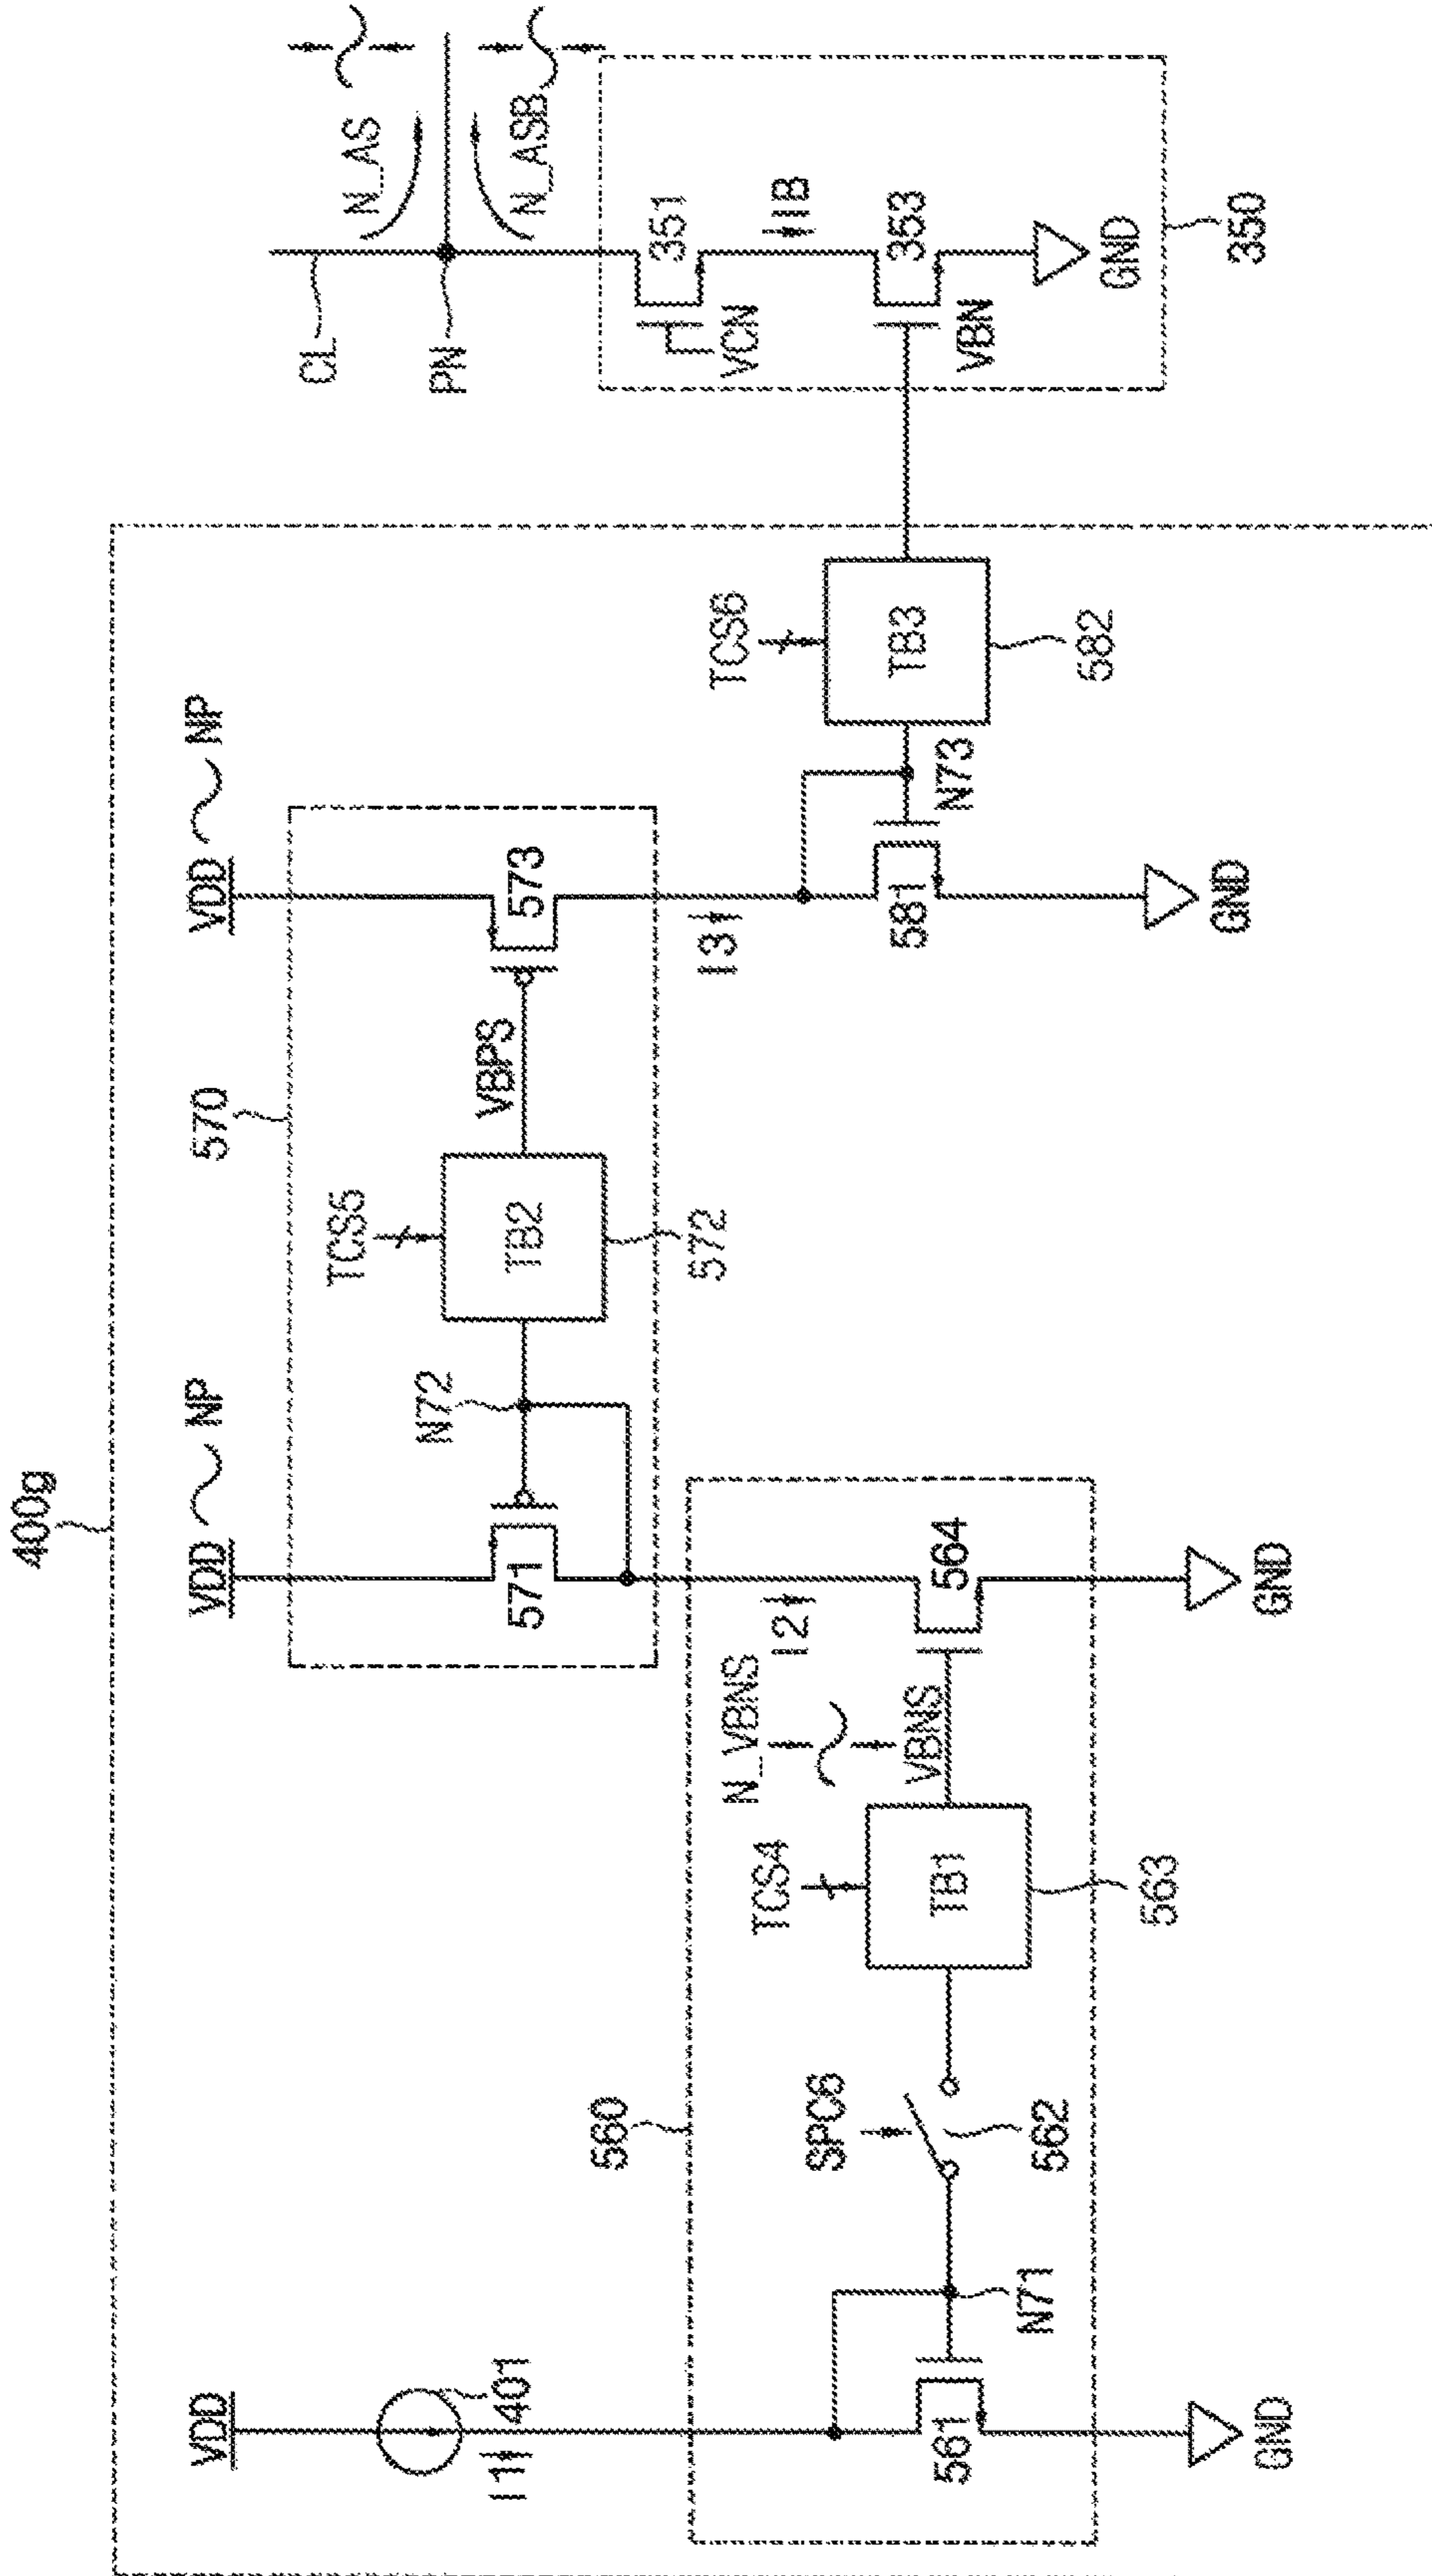 400g
VDD
I1
401
VDD
NP
VDD
NP
570
571
N72
TCS5
TB2
572
VBPS
573
560
561
N71
SPC6
562
TCS4
TB1
563
N_VBNS
VBNS
I2
564
GND
GND
I3
581
N73
GND
TCS6
TB3
582
CL
PN
N_AS
N_ASB
VCN
351
IB
VBN
353
GND
350